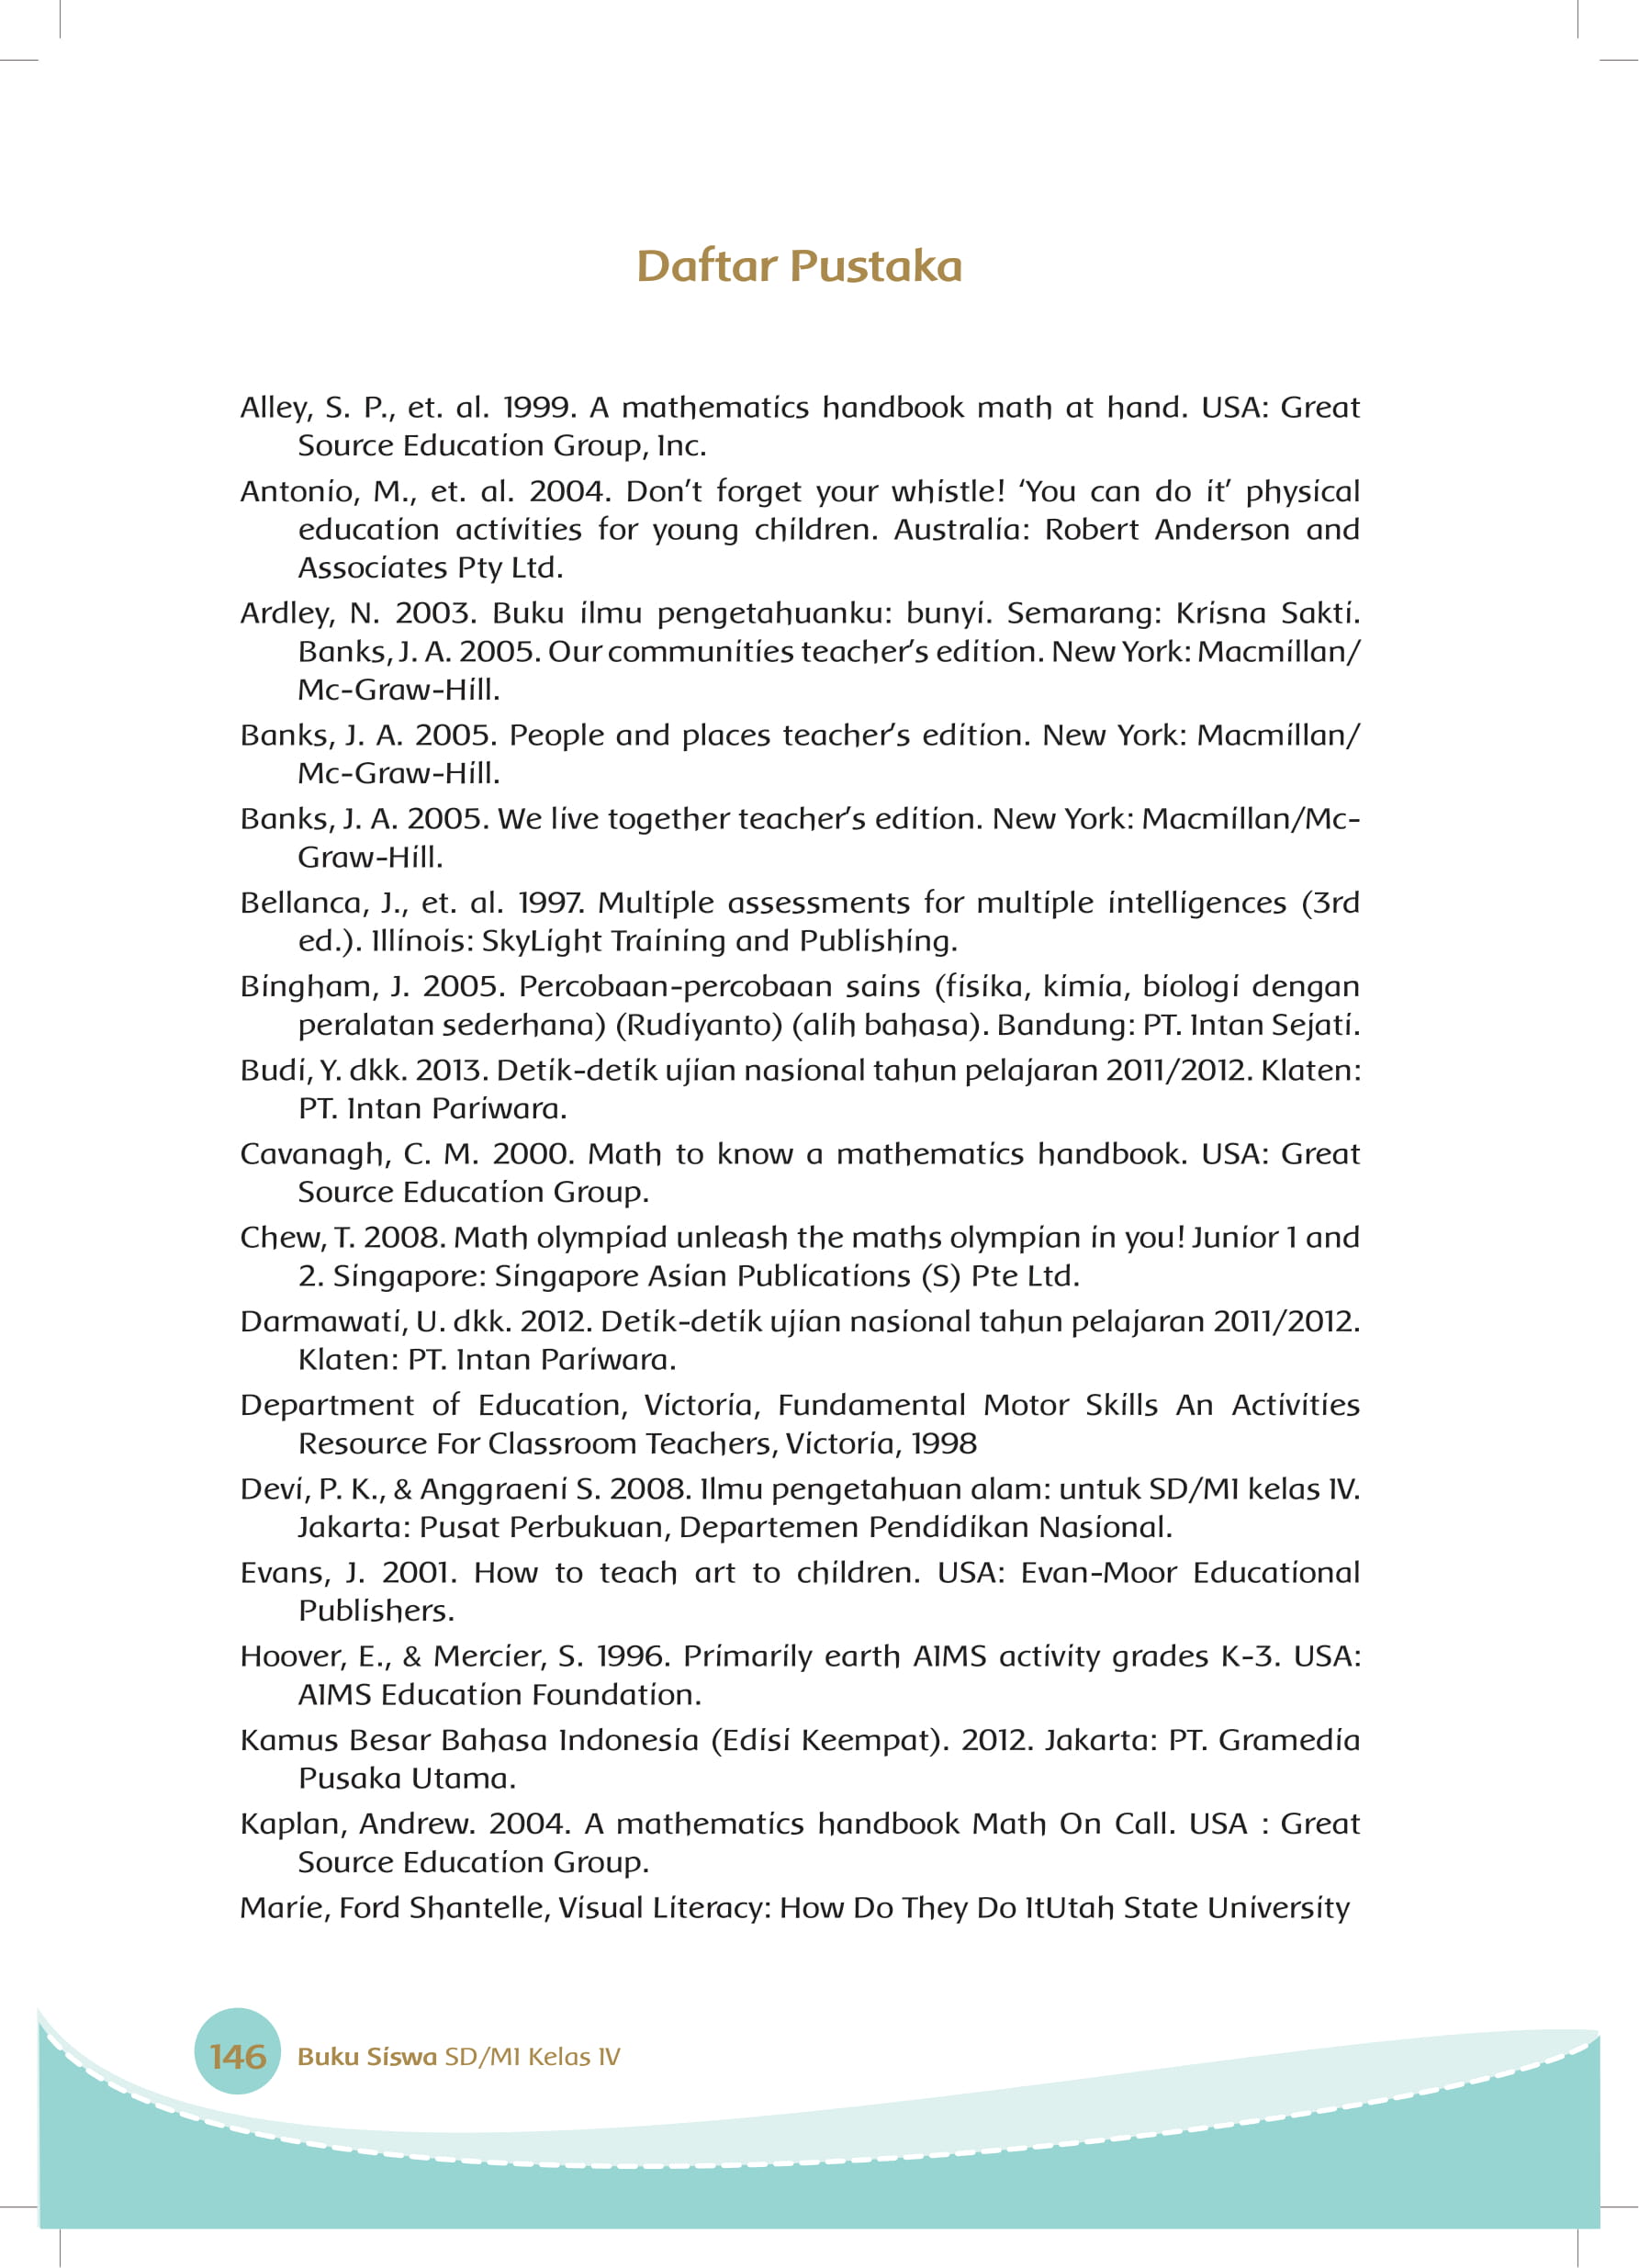 Daftar Pustaka
Alley, S. P., et. al. 1999. A mathematics handbook math at hand. USA: Great
Source Education Group, Inc.
Antonio, M., et. al. 2004. Don’t forget your whistle! ‘You can do it’ physical
education activities for young children. Australia: Robert Anderson and
Associates Pty Ltd.
Ardley, N. 2003. Buku ilmu pengetahuanku: bunyi. Semarang: Krisna Sakti.
Banks, J. A. 2005. Our communities teacher’s edition. New York: Macmillan/
Mc-Graw-Hill.
Banks, J. A. 2005. People and places teacher’s edition. New York: Macmillan/
Mc-Graw-Hill.
Banks, J. A. 2005. We live together teacher’s edition. New York: Macmillan/Mc-
Graw-Hill.
Bellanca, J., et. al. 1997. Multiple assessments for multiple intelligences (3rd
ed.). Illinois: SkyLight Training and Publishing.
Bingham, J. 2005. Percobaan-percobaan sains (fisika, kimia, biologi dengan
peralatan sederhana) (Rudiyanto) (alih bahasa). Bandung: PT. Intan Sejati.
Budi, Y. dkk. 2013. Detik-detik ujian nasional tahun pelajaran 2011/2012. Klaten:
PT. Intan Pariwara.
Cavanagh, C. M. 2000. Math to know a mathematics handbook. USA: Great
Source Education Group.
Chew, T. 2008. Math olympiad unleash the maths olympian in you! Junior 1 and
2. Singapore: Singapore Asian Publications (S) Pte Ltd.
Darmawati, U. dkk. 2012. Detik-detik ujian nasional tahun pelajaran 2011/2012.
Klaten: PT. Intan Pariwara.
Department of Education, Victoria, Fundamental Motor Skills An Activities
Resource For Classroom Teachers, Victoria, 1998
Devi, P. K., & Anggraeni S. 2008. Ilmu pengetahuan alam: untuk SD/MI kelas IV.
Jakarta: Pusat Perbukuan, Departemen Pendidikan Nasional.
Evans, J. 2001. How to teach art to children. USA: Evan-Moor Educational
Publishers.
Hoover, E., & Mercier, S. 1996. Primarily earth AIMS activity grades K-3. USA:
AIMS Education Foundation.
Kamus Besar Bahasa Indonesia (Edisi Keempat). 2012. Jakarta: PT. Gramedia
Pusaka Utama.
Kaplan, Andrew. 2004. A mathematics handbook Math On Call. USA : Great
Source Education Group.
Marie, Ford Shantelle, Visual Literacy: How Do They Do ItUtah State University
146 Buku Siswa SD/MI Kelas IV